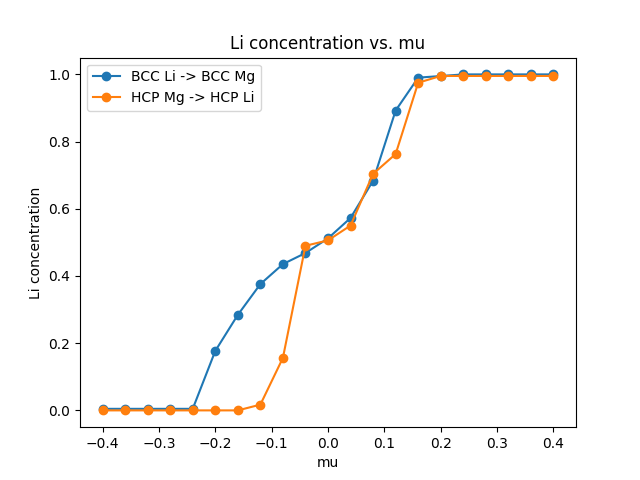 Li concentration vs. mu
BCC Li -> BCC Mg
HCP Mg -> HCP Li
Li concentration
1.0
0.8
0.6
0.4
0.2
0.0
−0.4 −0.3 −0.2 −0.1 0.0 0.1 0.2 0.3 0.4
mu